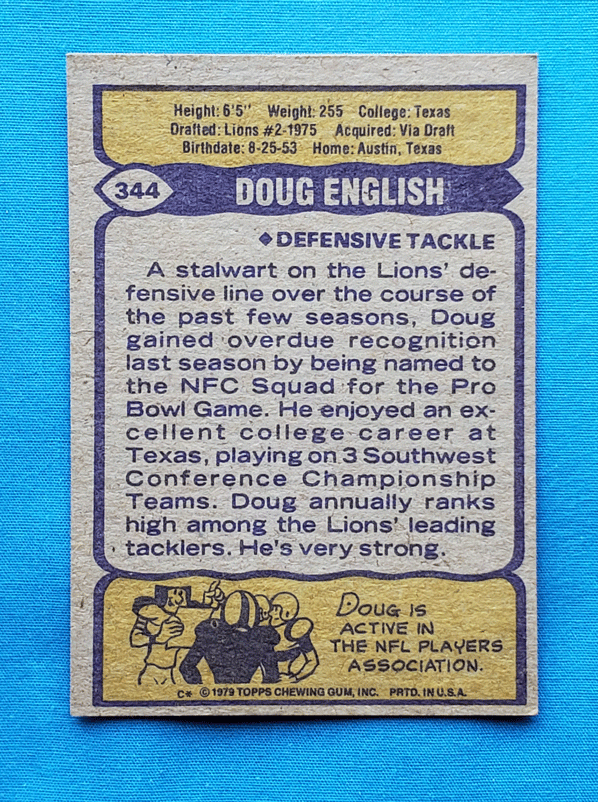 Height: 6'5" Weight: 255 College: Texas
Drafted: Lions #2-1975 Acquired: Via Draft
Birthdate: 8-25-53 Home: Austin, Texas
344 DOUG ENGLISH
◆DEFENSIVE TACKLE
A stalwart on the Lions' de-
fensive line over the course of
the past few seasons, Doug
gained overdue recognition
last season by being named to
the NFC Squad for the Pro
Bowl Game. He enjoyed an ex-
cellent college career at
Texas, playing on 3 Southwest
Conference Championship
Teams. Doug annually ranks
high among the Lions' leading
tacklers. He's very strong.
DOUG IS
ACTIVE IN
THE NFL PLAYERS
ASSOCIATION.
C* © 1979 TOPPS CHEWING GUM, INC. PRTD. IN U.S.A.